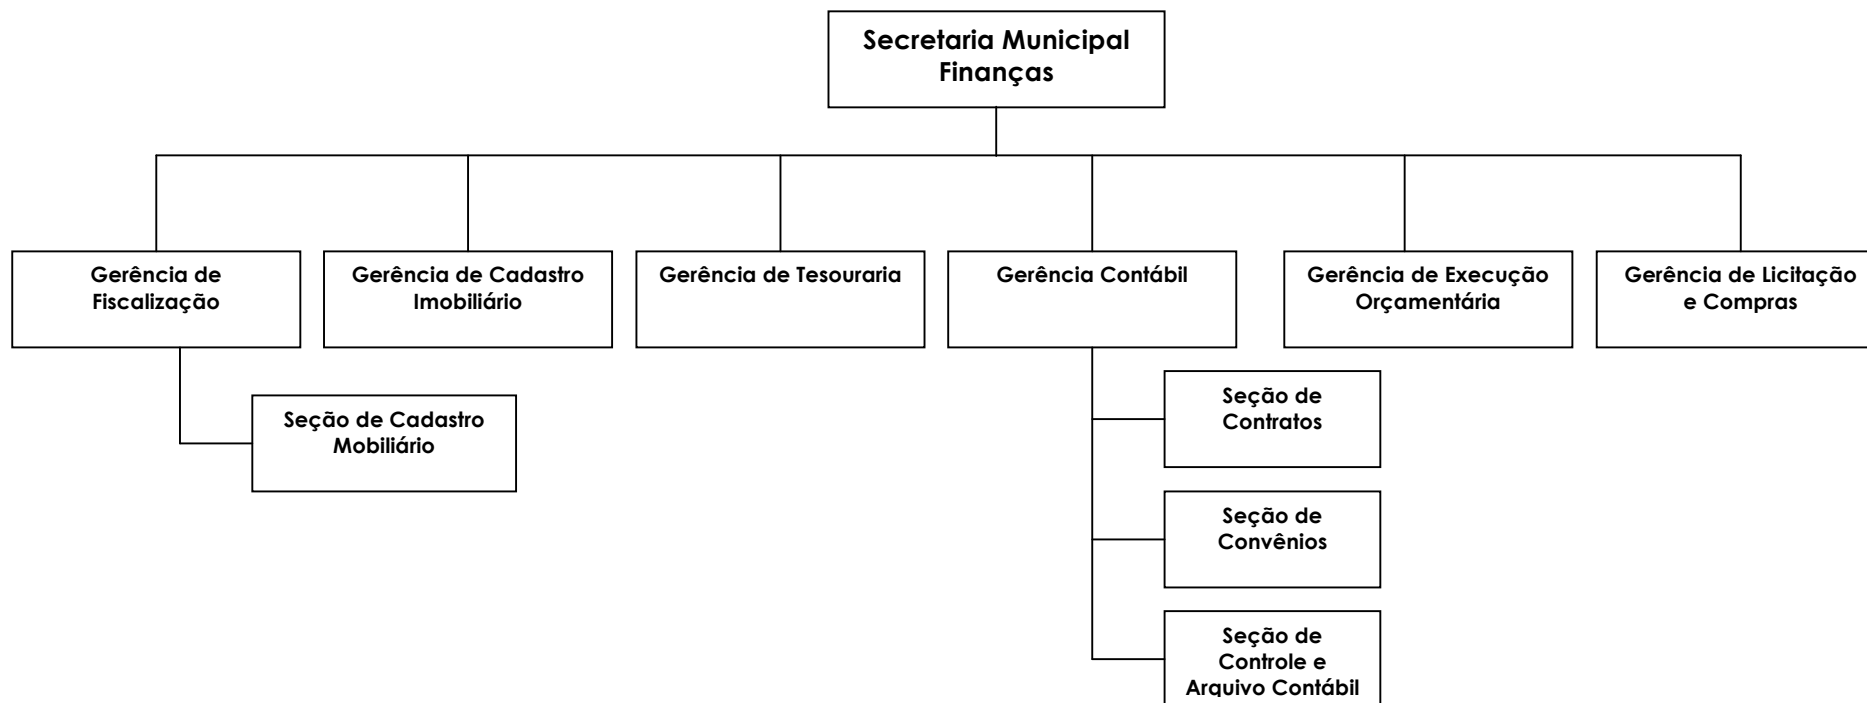 Secretaria Municipal
Finanças
Gerência de
Fiscalização
Gerência de Cadastro
Imobiliário
Gerência de Tesouraria
Gerência Contábil
Gerência de Execução
Orçamentária
Gerência de Licitação
e Compras
Seção de Cadastro
Mobiliário
Seção de
Contratos
Seção de
Convênios
Seção de
Controle e
Arquivo Contábil